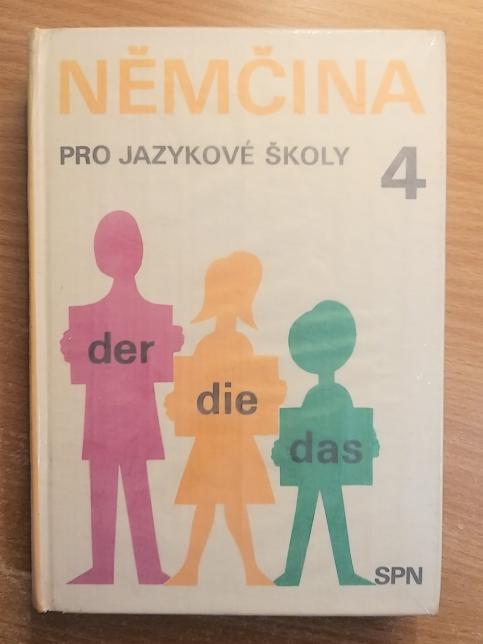 NĚMČINA
PRO JAZYKOVÉ ŠKOLY 4
der
die
das
SPN